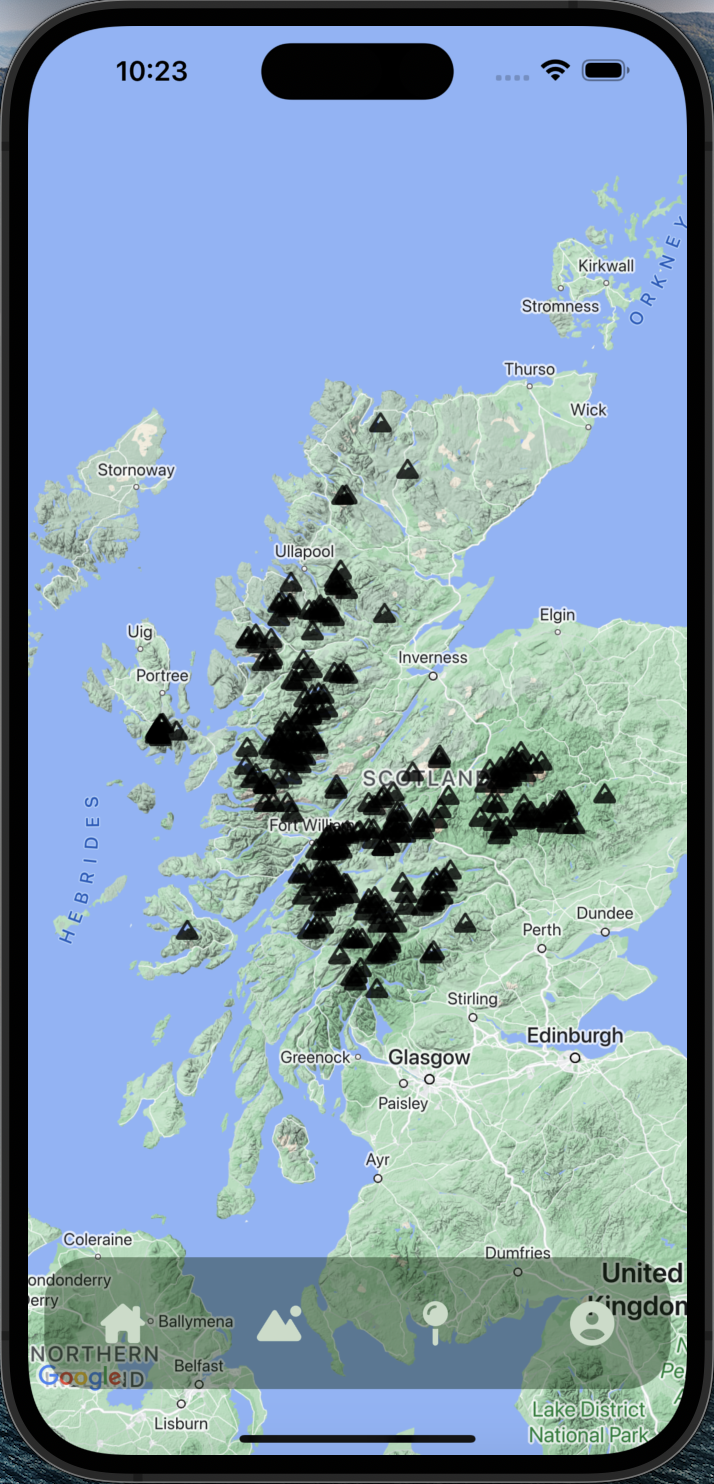 10:23
Kirkwall
Stromness
ORKNEY
Thurso
Wick
Stornoway
Ullapool
Elgin
Uig
Inverness
Portree
SCOTLAND
HEBRIDES
Fort Willia
Dundee
Perth
Stirling
Edinburgh
Greenock
Glasgow
Paisley
Ayr
Coleraine
Dumfries
ondonderry
erry
United
Kingdom
Ballymena
NORTHERN
Belfast
Google
Lisburn
Lake District
National Park